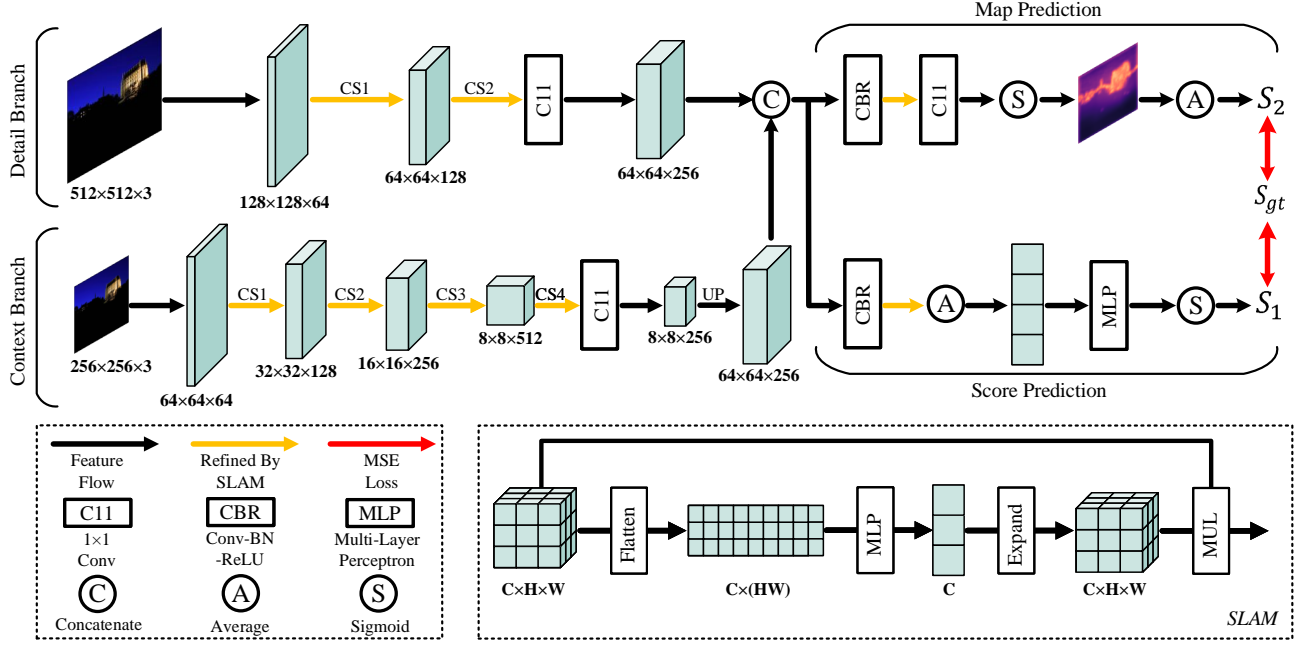 Map Prediction
Detail Branch
CS1
CS2
C11
C
CBR
C11
S
A
S2
512×512×3
128×128×64
64×64×128
64×64×256
Sgt
Context Branch
CS1
CS2
CS3
CS4
C11
UP
CBR
A
MLP
S
S1
256×256×3
64×64×64
32×32×128
16×16×256
8×8×512
8×8×256
64×64×256
Score Prediction
Feature
Flow
Refined By
SLAM
MSE
Loss
C11
CBR
MLP
1×1
Conv
Conv-BN
-ReLU
Multi-Layer
Perceptron
C
A
S
Concatenate
Average
Sigmoid
Flatten
MLP
Expand
MUL
C×H×W
C×(HW)
C
C×H×W
SLAM